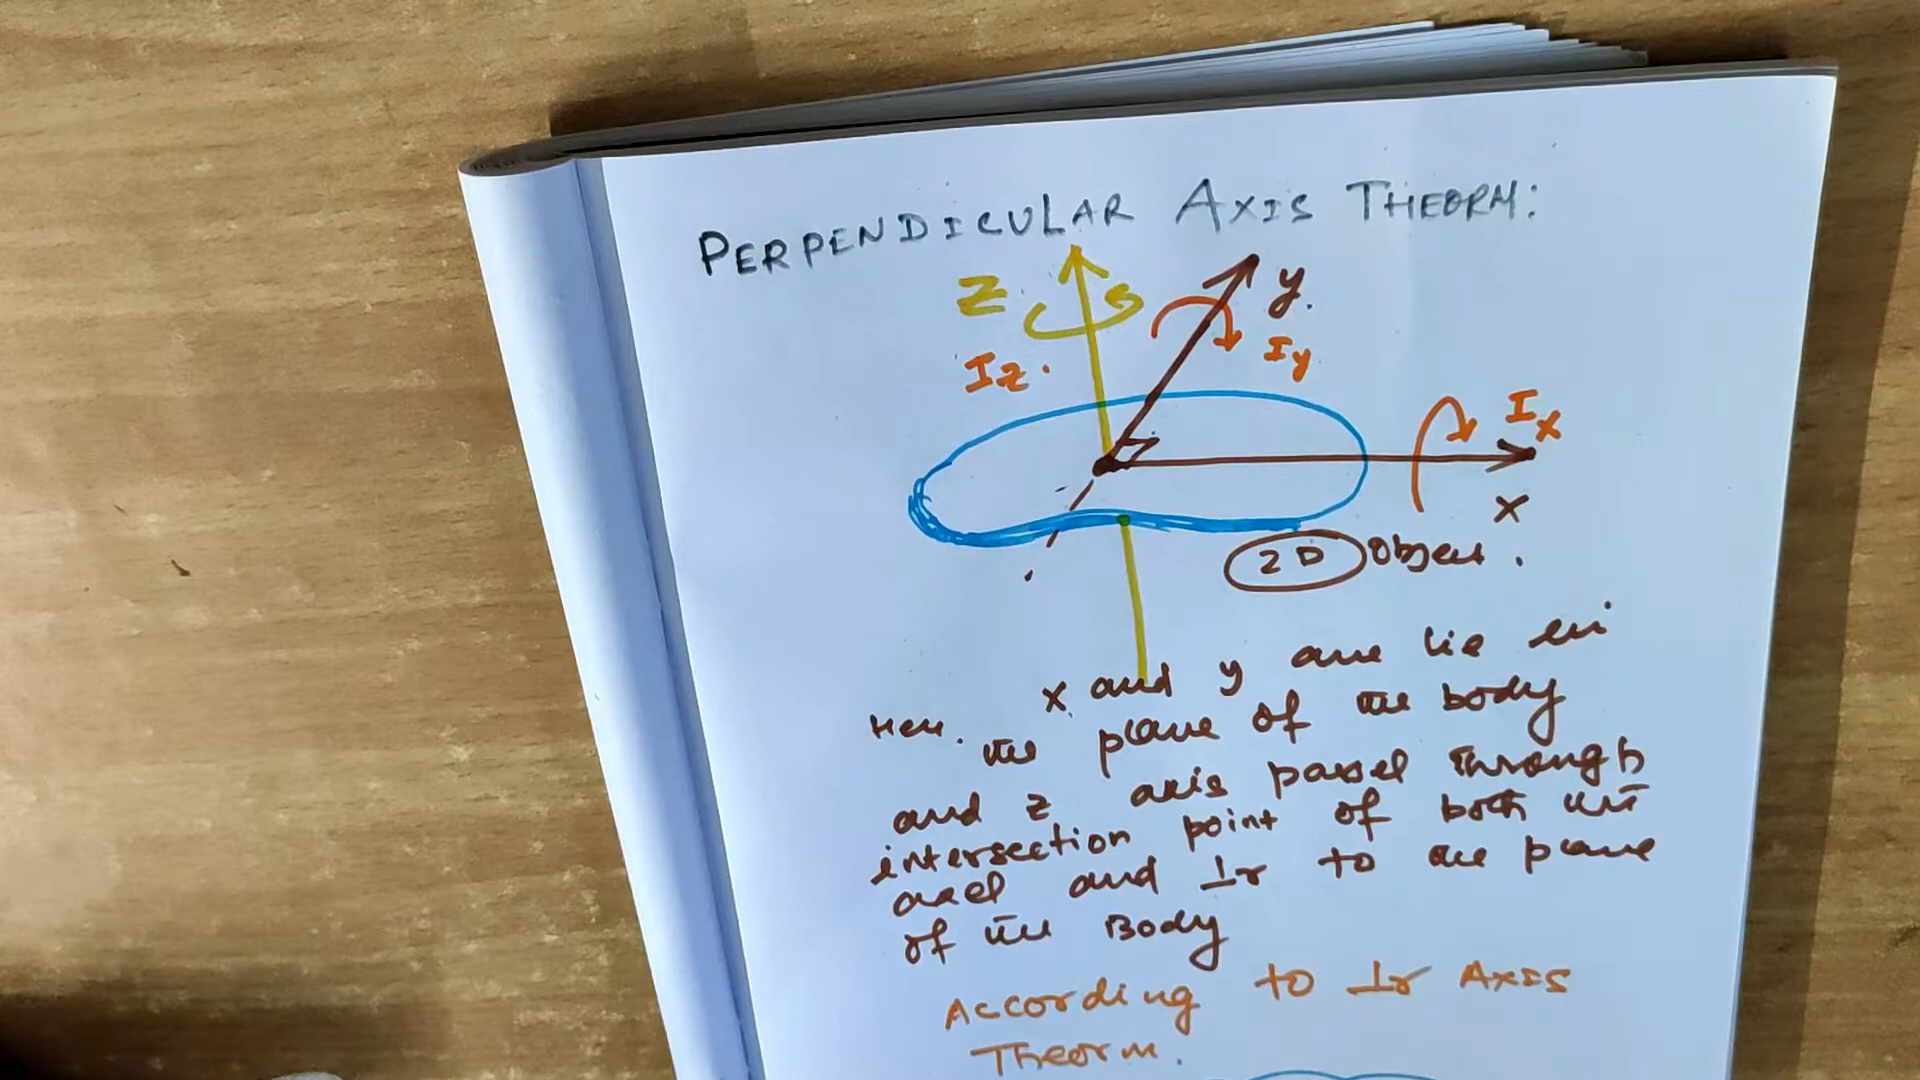 PERPENDICULAR AXIS THEORM:
Z
y.
Iz.
Iy
Ix
x
2D Object.
Here. x and y axes lie in
the plane of the body
and z axis passes through
intersection point of both the
axes and ⊥r to the plane
of the Body
According to ⊥r Axis
Theorm.